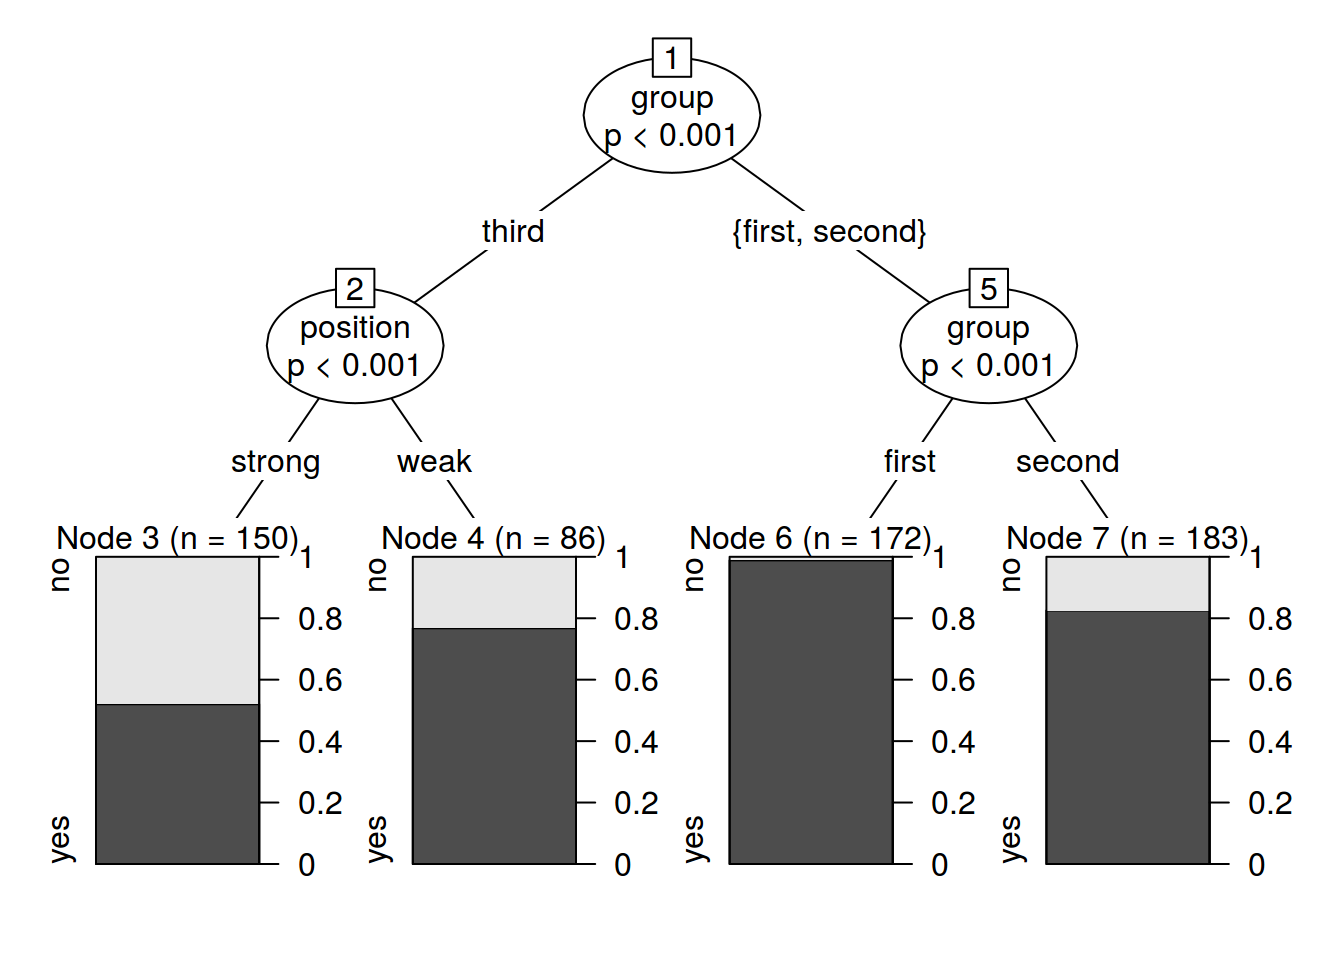 1
group
p < 0.001
third
{first, second}
2
position
p < 0.001
5
group
p < 0.001
strong
weak
first
second
Node 3 (n = 150)
no
yes
1
0.8
0.6
0.4
0.2
0
Node 4 (n = 86)
no
yes
1
0.8
0.6
0.4
0.2
0
Node 6 (n = 172)
no
yes
1
0.8
0.6
0.4
0.2
0
Node 7 (n = 183)
no
yes
1
0.8
0.6
0.4
0.2
0